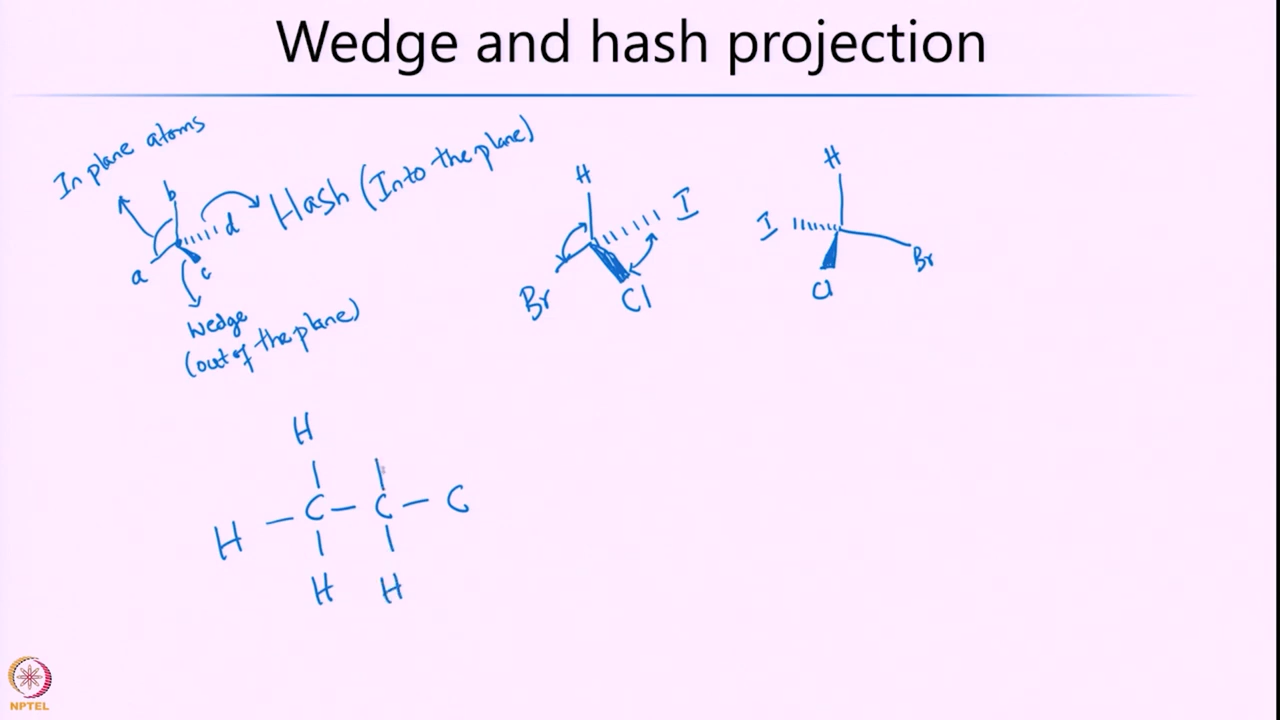 Wedge and hash projection
In plane atoms
b
d
a
c
Hash (Into the plane)
Wedge
(out of the plane)
H
I
Br
Cl
H
I
Br
Cl
H
H – C – C – C
H H
NPTEL